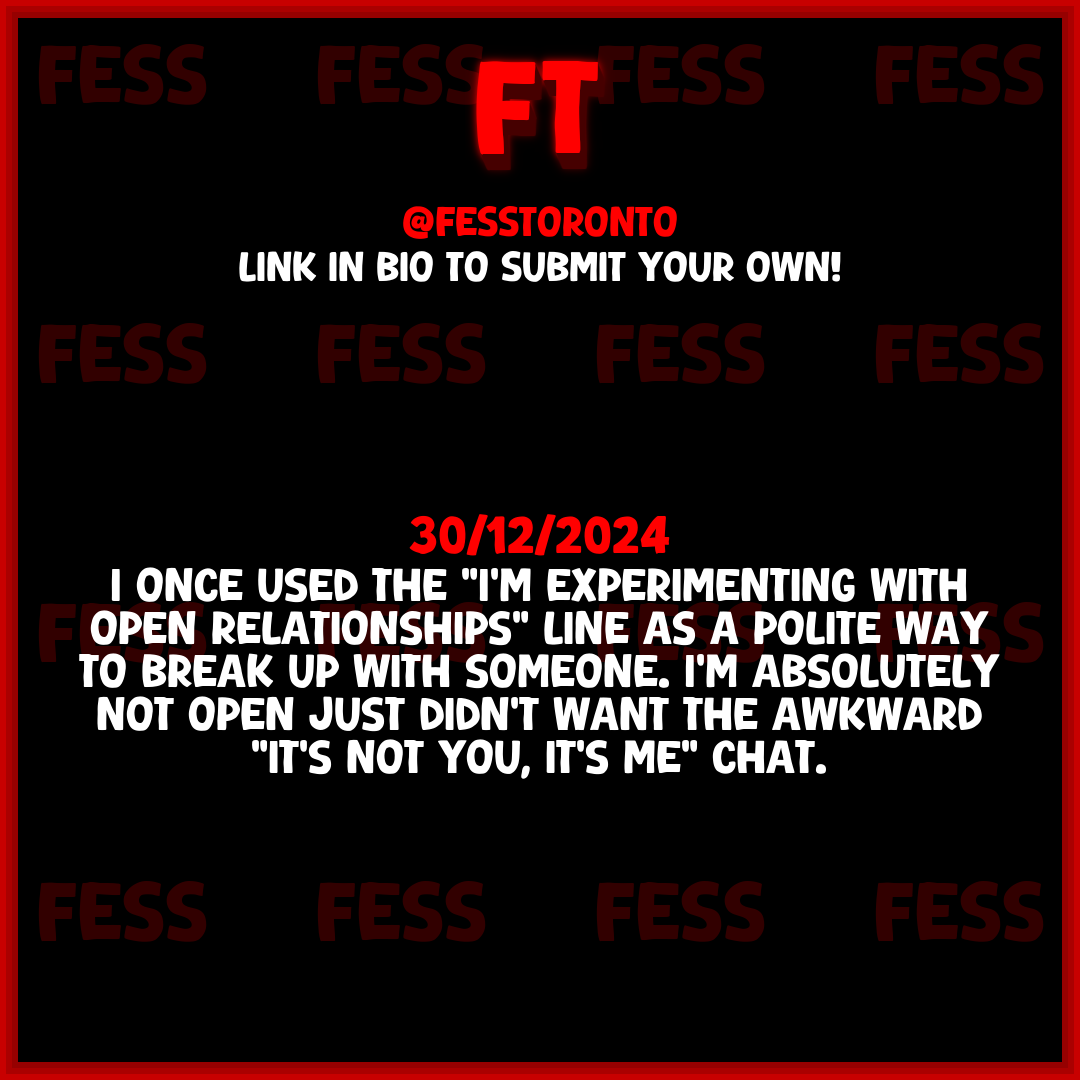 FESS FESS FESS FESS
FT
@FESSTORONTO
LINK IN BIO TO SUBMIT YOUR OWN!
FESS FESS FESS FESS
30/12/2024
I ONCE USED THE "I'M EXPERIMENTING WITH
OPEN RELATIONSHIPS" LINE AS A POLITE WAY
TO BREAK UP WITH SOMEONE. I'M ABSOLUTELY
NOT OPEN JUST DIDN'T WANT THE AWKWARD
"IT'S NOT YOU, IT'S ME" CHAT.
FESS FESS FESS FESS